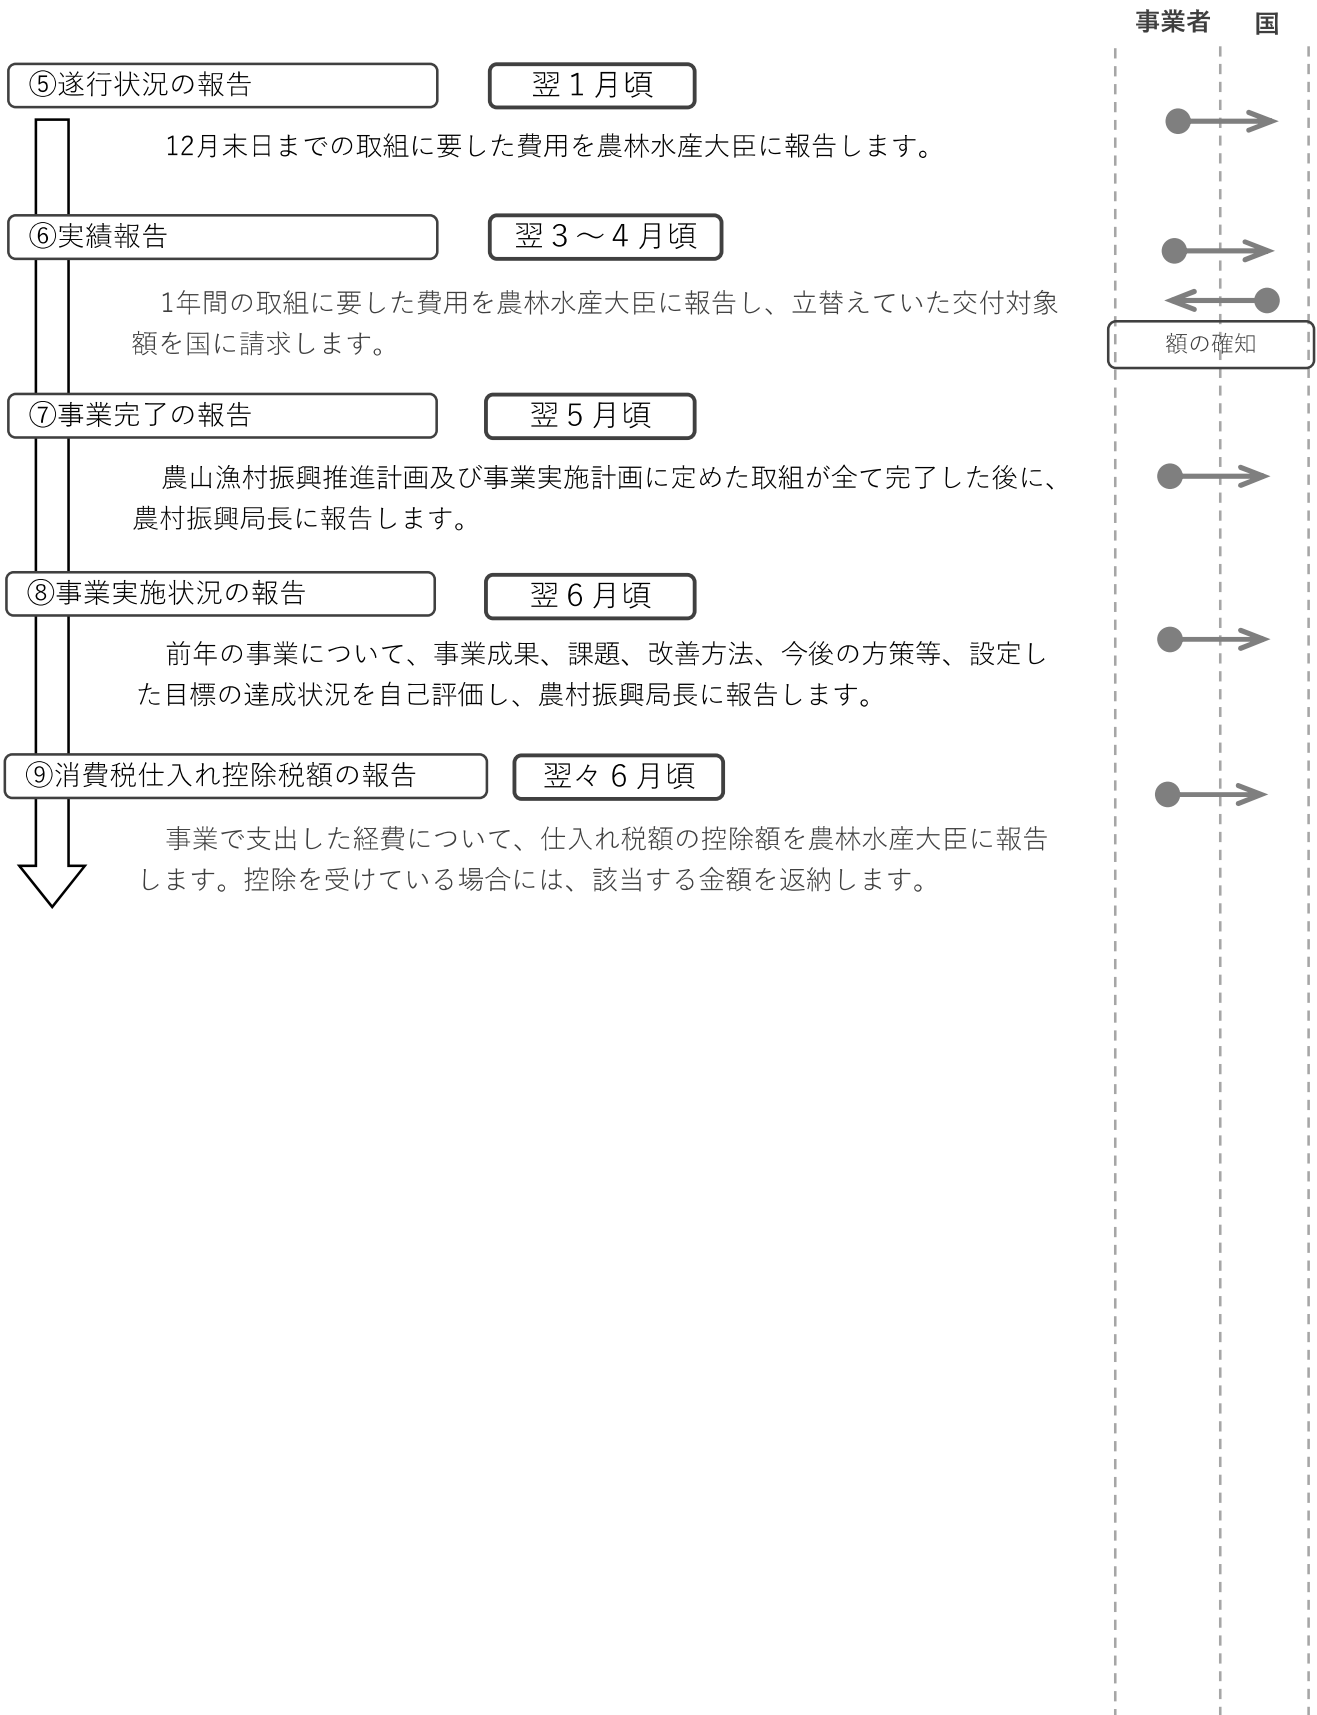 事業者 国
⑤遂行状況の報告 翌１月頃
12月末日までの取組に要した費用を農林水産大臣に報告します。
⑥実績報告 翌３～４月頃
1年間の取組に要した費用を農林水産大臣に報告し、立替えていた交付対象
額を国に請求します。
額の確知
⑦事業完了の報告 翌５月頃
農山漁村振興推進計画及び事業実施計画に定めた取組が全て完了した後に、
農村振興局長に報告します。
⑧事業実施状況の報告 翌６月頃
前年の事業について、事業成果、課題、改善方法、今後の方策等、設定し
た目標の達成状況を自己評価し、農村振興局長に報告します。
⑨消費税仕入れ控除税額の報告 翌々６月頃
事業で支出した経費について、仕入れ税額の控除額を農林水産大臣に報告
します。控除を受けている場合には、該当する金額を返納します。